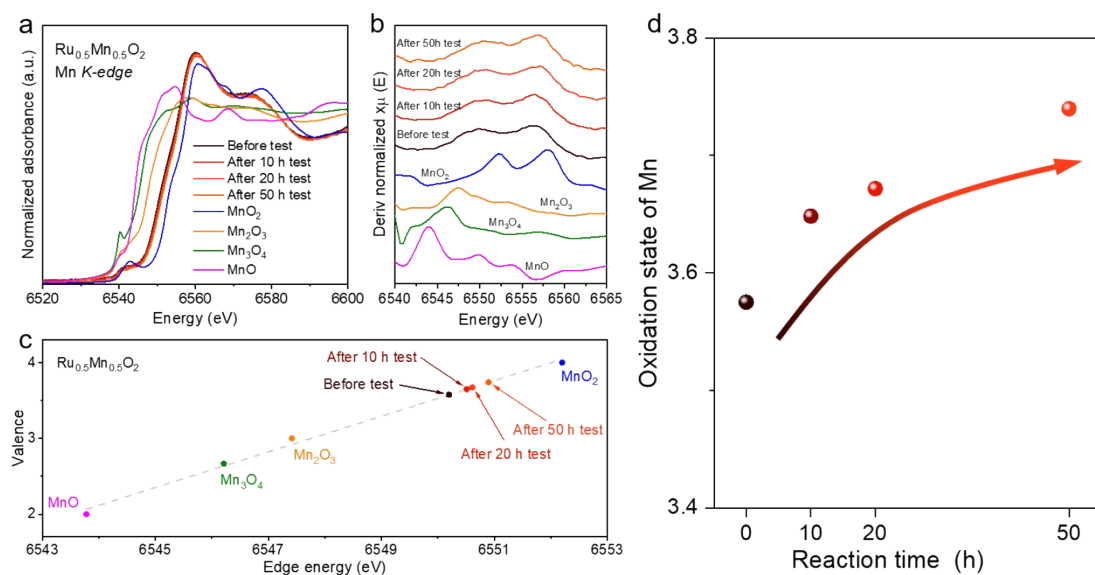 a
Ru0.5Mn0.5O2
Mn K-edge
Normalized adsorbance (a.u.)
Before test
After 10 h test
After 20 h test
After 50 h test
MnO2
Mn2O3
Mn3O4
MnO
6520 6540 6560 6580 6600
Energy (eV)
b
Deriv normalized xμ (E)
After 50h test
After 20h test
After 10h test
Before test
MnO2
Mn2O3
Mn3O4
MnO
6540 6545 6550 6555 6560 6565
Energy (eV)
c
Ru0.5Mn0.5O2
Valence
4
3
2
After 10 h test
Before test
MnO2
After 50 h test
After 20 h test
Mn2O3
Mn3O4
MnO
6543 6545 6547 6549 6551 6553
Edge energy (eV)
d
Oxidation state of Mn
3.8
3.6
3.4
0 10 20 50
Reaction time (h)